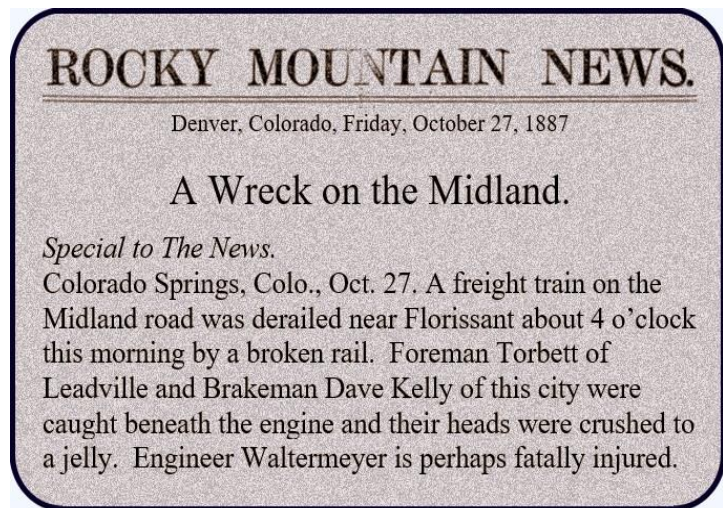 ROCKY MOUNTAIN NEWS.
Denver, Colorado, Friday, October 27, 1887
A Wreck on the Midland.
Special to The News.
Colorado Springs, Colo., Oct. 27. A freight train on the
Midland road was derailed near Florissant about 4 o’clock
this morning by a broken rail.  Foreman Torbett of
Leadville and Brakeman Dave Kelly of this city were
caught beneath the engine and their heads were crushed to
a jelly.  Engineer Waltermeyer is perhaps fatally injured.